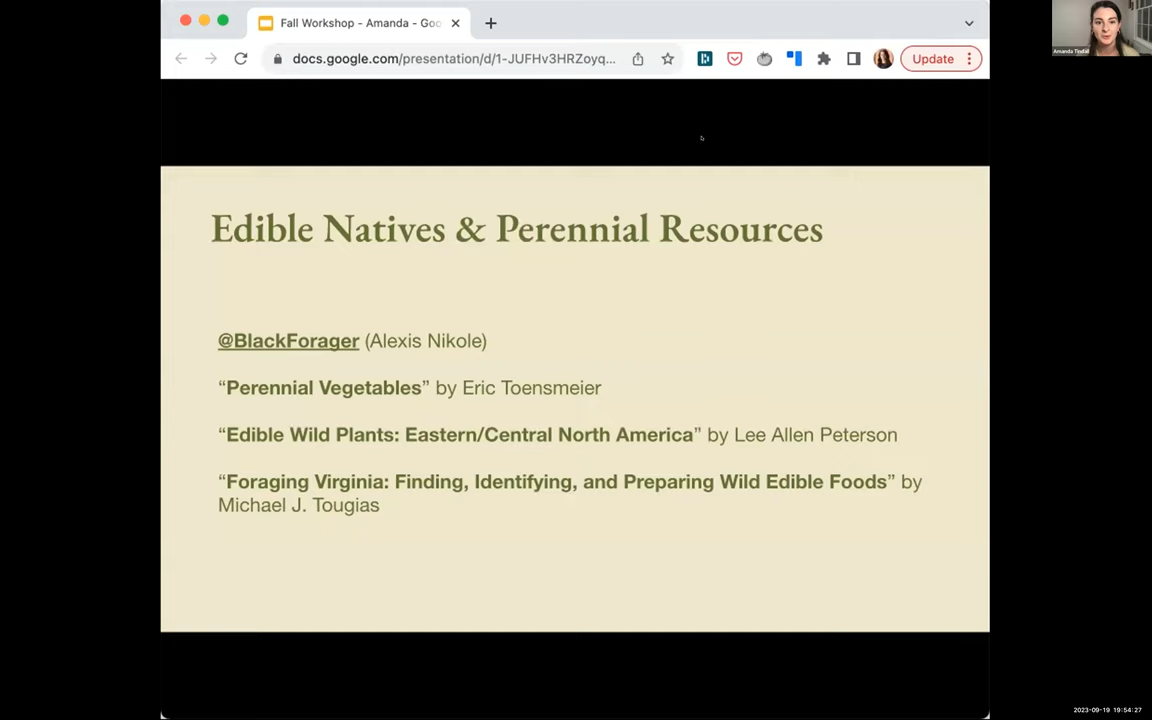 Fall Workshop - Amanda - Goo
docs.google.com/presentation/d/1-JUFHv3HRZoyq...
Update
Edible Natives & Perennial Resources
@BlackForager (Alexis Nikole)
“Perennial Vegetables” by Eric Toensmeier
“Edible Wild Plants: Eastern/Central North America” by Lee Allen Peterson
“Foraging Virginia: Finding, Identifying, and Preparing Wild Edible Foods” by
Michael J. Tougias
Amanda
2023-09-19 19:54:27